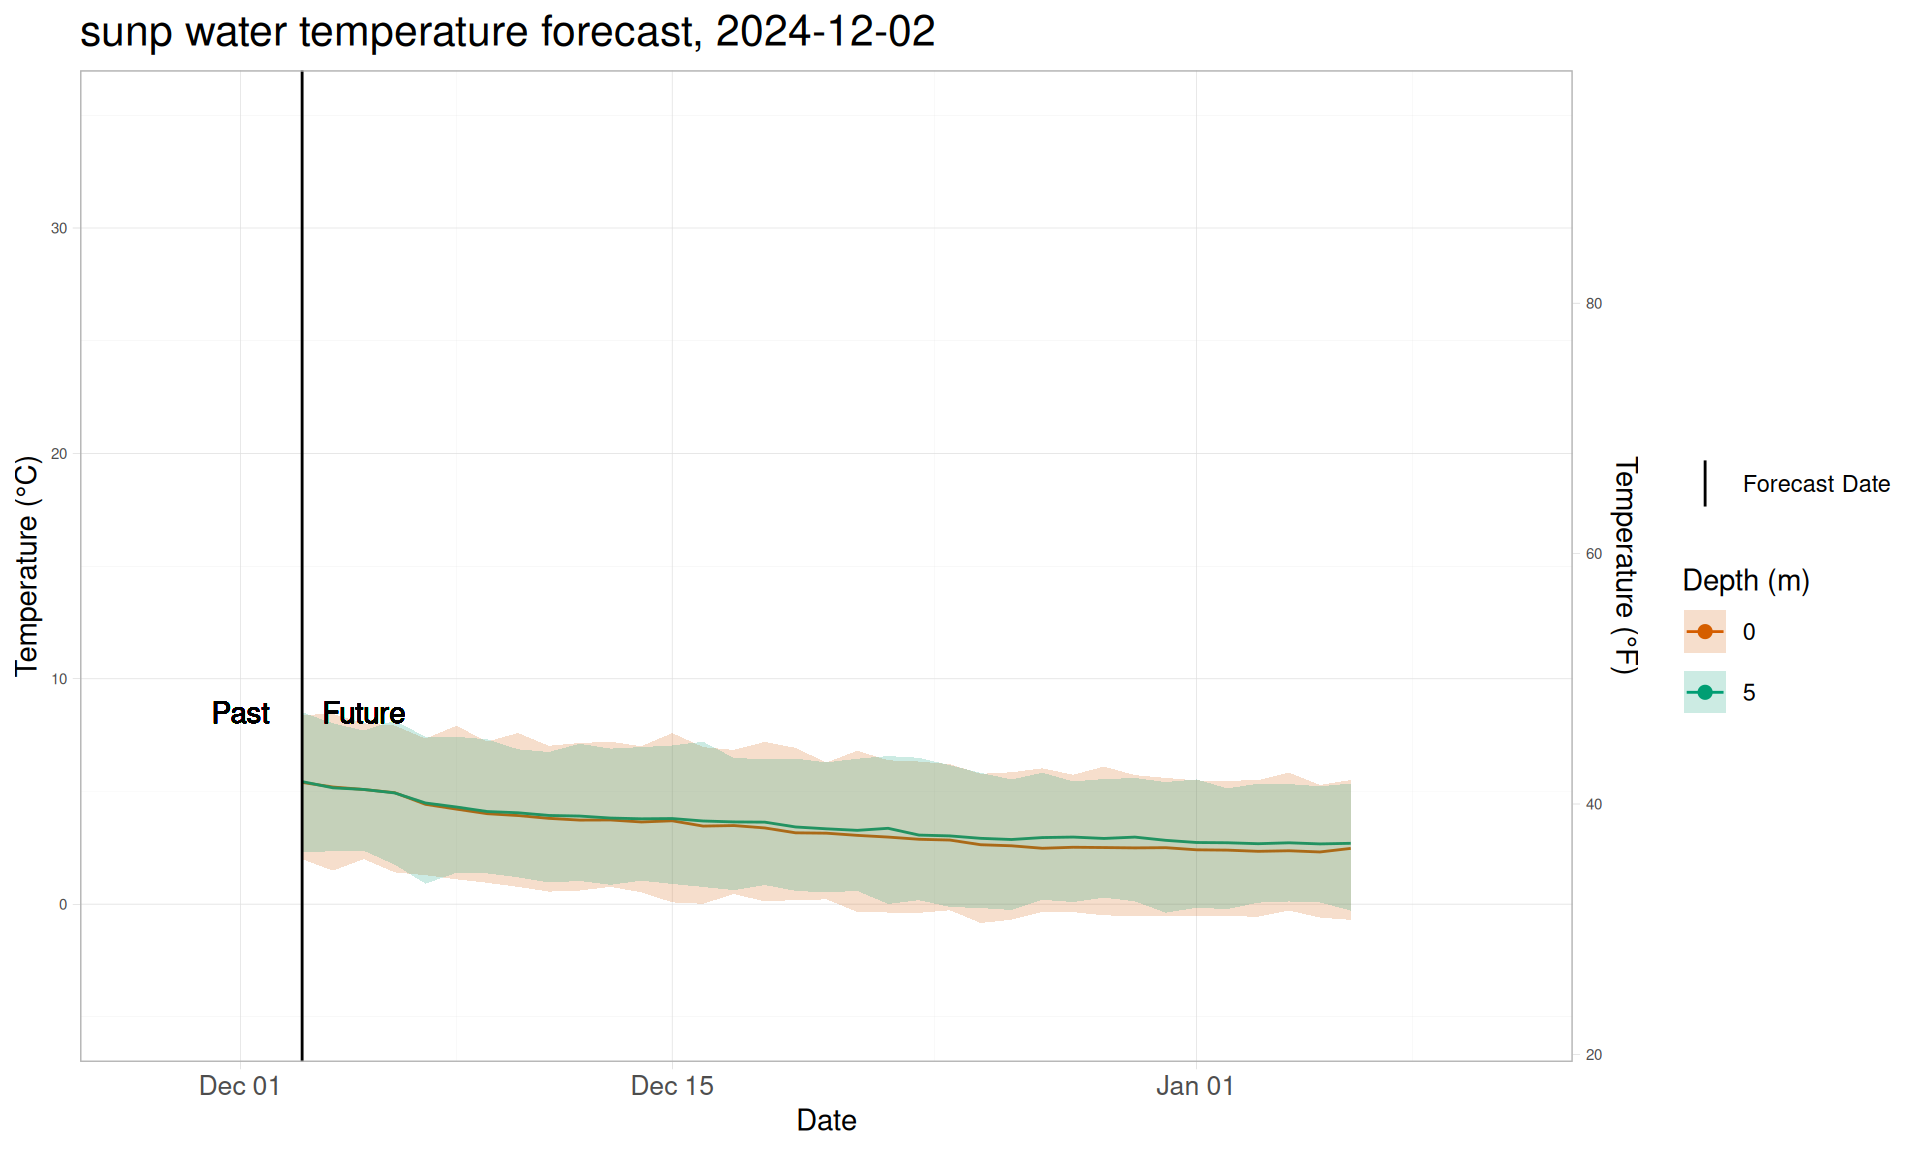 sunp water temperature forecast, 2024-12-02
Temperature (°C)
30
20
10
0
Past
Future
80
60
40
20
Temperature (°F)
Dec 01
Dec 15
Jan 01
Date
Forecast Date
Depth (m)
0
5